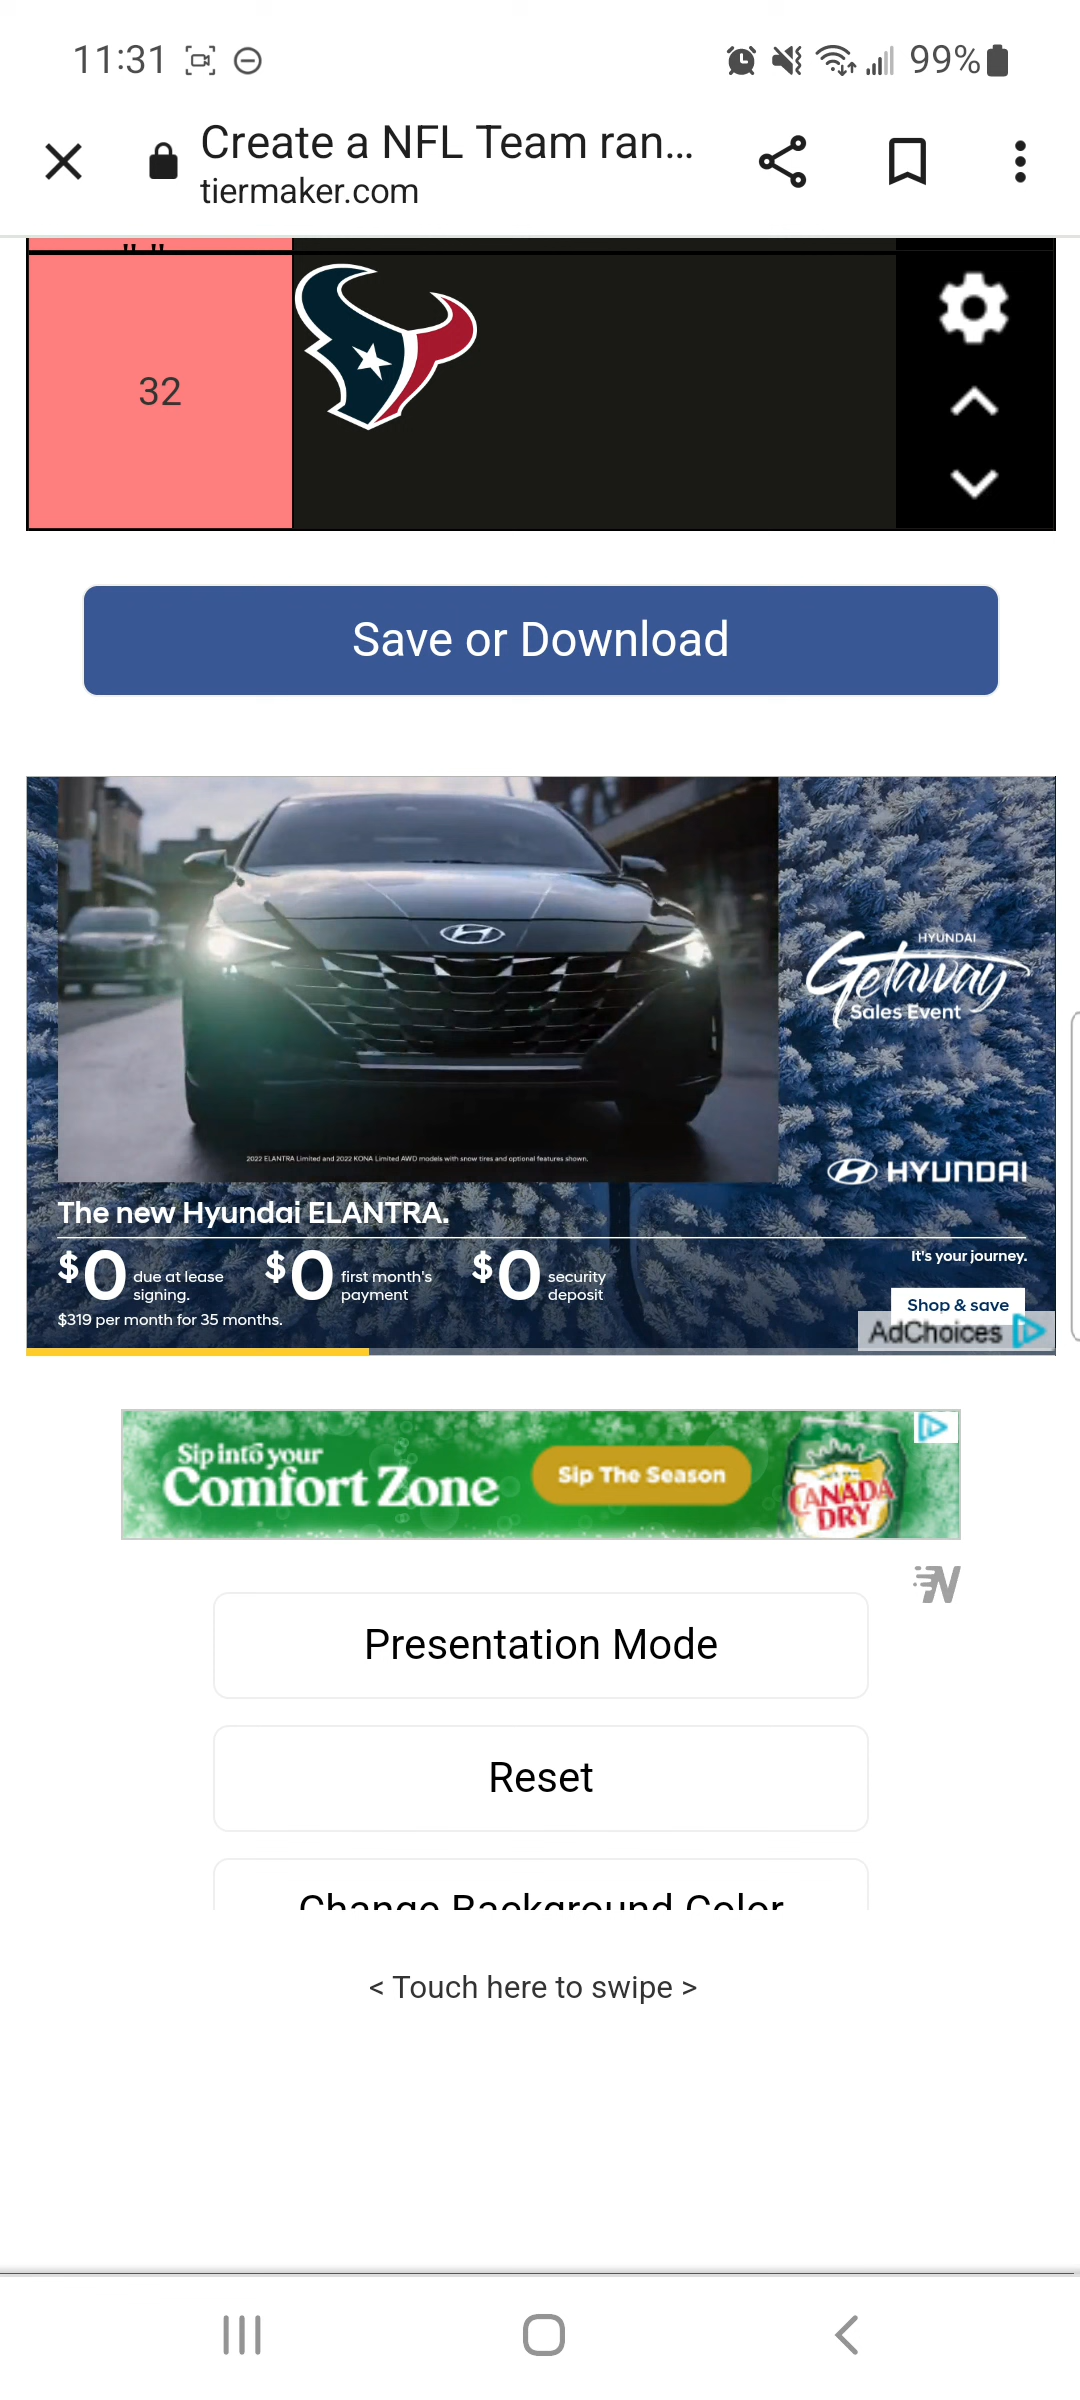 11:31
99%
Create a NFL Team ran...
tiermaker.com
32
Save or Download
2022 ELANTRA Limited and 2022 KONA Limited AWD models with snow tires and optional features shown.
HYUNDAI
Getaway
Sales Event
HYUNDAI
The new Hyundai ELANTRA.
$0 due at lease signing.
$0 first month's payment
$0 security deposit
$319 per month for 35 months.
It's your journey.
Shop & save
AdChoices
Sip into your
Comfort Zone
Sip The Season
CANADA
DRY
N
Presentation Mode
Reset
Change Background Color
< Touch here to swipe >